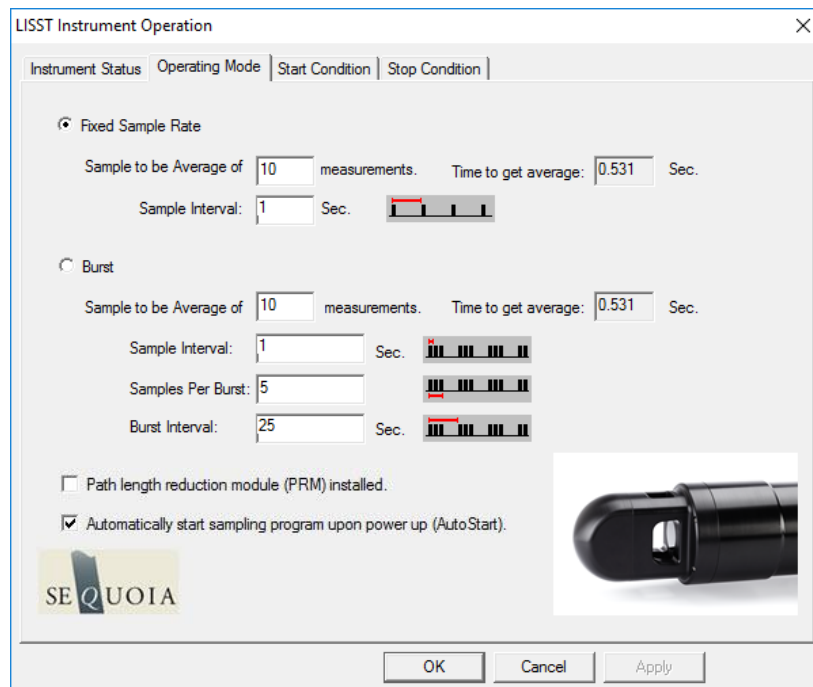 LISST Instrument Operation
Instrument Status Operating Mode Start Condition Stop Condition
Fixed Sample Rate
Sample to be Average of 10 measurements. Time to get average: 0.531 Sec.
Sample Interval: 1 Sec.
Burst
Sample to be Average of 10 measurements. Time to get average: 0.531 Sec.
Sample Interval: 1 Sec.
Samples Per Burst: 5
Burst Interval: 25 Sec.
Path length reduction module (PRM) installed.
Automatically start sampling program upon power up (AutoStart).
SEQUOIA
OK Cancel Apply